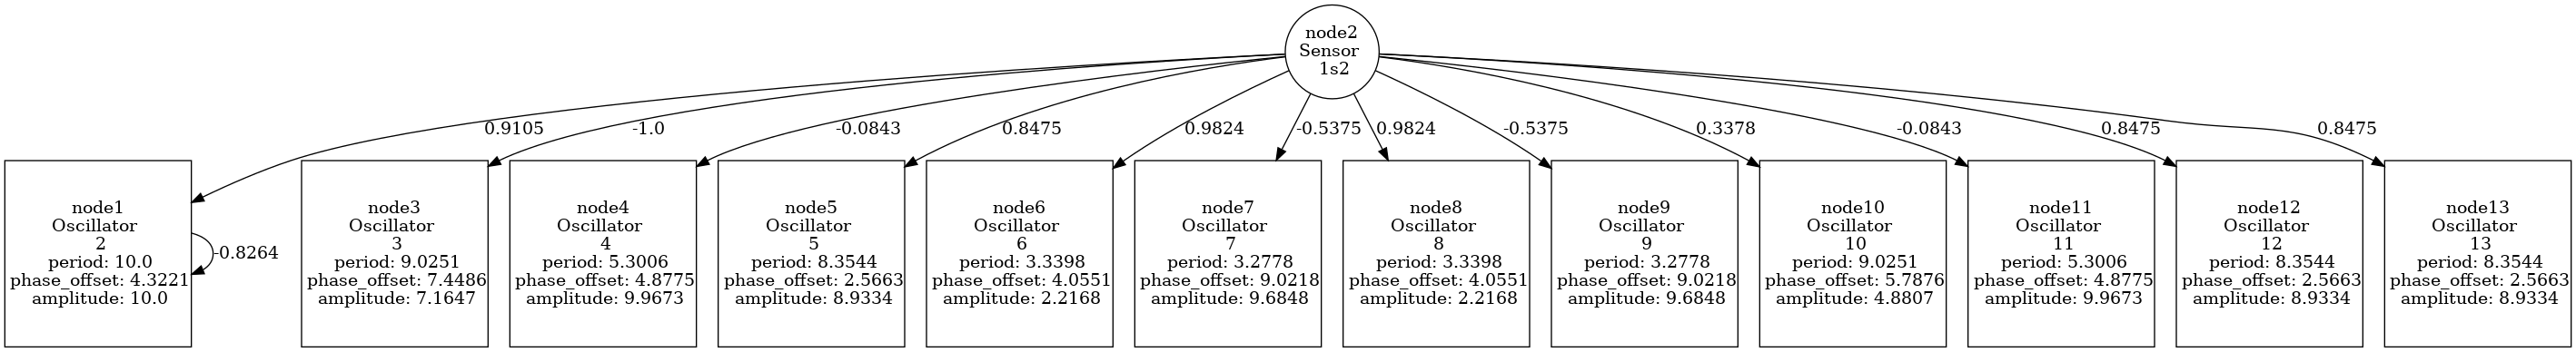 node2
Sensor
1s2
0.9105
-1.0
-0.0843
0.8475
0.9824
-0.5375
0.9824
-0.5375
0.3378
-0.0843
0.8475
0.8475
node1
Oscillator
2
period: 10.0
phase_offset: 4.3221
amplitude: 10.0
-0.8264
node3
Oscillator
3
period: 9.0251
phase_offset: 7.4486
amplitude: 7.1647
node4
Oscillator
4
period: 5.3006
phase_offset: 4.8775
amplitude: 9.9673
node5
Oscillator
5
period: 8.3544
phase_offset: 2.5663
amplitude: 8.9334
node6
Oscillator
6
period: 3.3398
phase_offset: 4.0551
amplitude: 2.2168
node7
Oscillator
7
period: 3.2778
phase_offset: 9.0218
amplitude: 9.6848
node8
Oscillator
8
period: 3.3398
phase_offset: 4.0551
amplitude: 2.2168
node9
Oscillator
9
period: 3.2778
phase_offset: 9.0218
amplitude: 9.6848
node10
Oscillator
10
period: 9.0251
phase_offset: 5.7876
amplitude: 4.8807
node11
Oscillator
11
period: 5.3006
phase_offset: 4.8775
amplitude: 9.9673
node12
Oscillator
12
period: 8.3544
phase_offset: 2.5663
amplitude: 8.9334
node13
Oscillator
13
period: 8.3544
phase_offset: 2.5663
amplitude: 8.9334